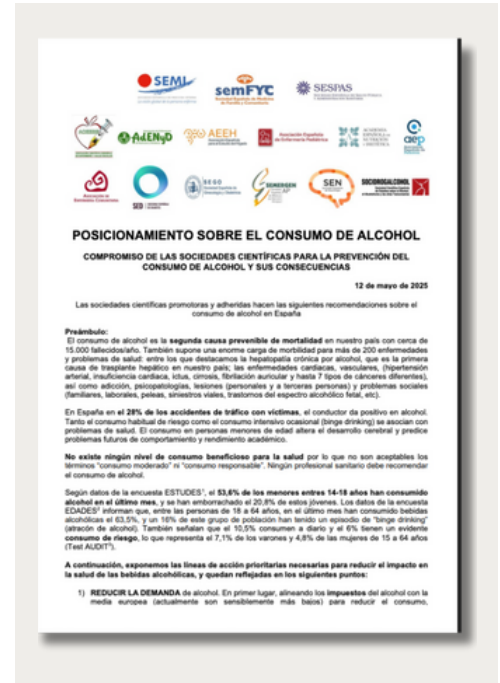 SEMI
semFYC
Sociedad Española de Medicina de Familia y Comunitaria
SESPAS
AdENyD
AEEH
Asociación Española de Enfermería Pediátrica
ACADEMIA ESPAÑOLA DE NUTRICIÓN Y DIETÉTICA
aep
SED
SEGO
SEMERGEN
SEN
SOCIDROGALCOHOL
POSICIONAMIENTO SOBRE EL CONSUMO DE ALCOHOL
COMPROMISO DE LAS SOCIEDADES CIENTÍFICAS PARA LA PREVENCIÓN DEL
CONSUMO DE ALCOHOL Y SUS CONSECUENCIAS
12 de mayo de 2025
Las sociedades científicas promotoras y adheridas hacen las siguientes recomendaciones sobre el
consumo de alcohol en España
Preámbulo:
El consumo de alcohol es la segunda causa prevenible de mortalidad en nuestro país con cerca de
15.000 fallecidos/año. También supone una enorme carga de morbilidad para más de 200 enfermedades
y problemas de salud: entre los que destacamos la hepatopatía crónica por alcohol, que es la primera
causa de trasplante hepático en nuestro país; las enfermedades cardiacas, vasculares, (hipertensión
arterial, insuficiencia cardiaca, ictus, cirrosis, fibrilación auricular y hasta 7 tipos de cánceres diferentes),
así como adicción, psicopatologías, lesiones (personales y a terceras personas) y problemas sociales
(familiares, laborales, peleas, siniestros viales, trastornos del espectro alcohólico fetal, etc).
En España en el 28% de los accidentes de tráfico con víctimas, el conductor da positivo en alcohol.
Tanto el consumo habitual de riesgo como el consumo intensivo ocasional (binge drinking) se asocian con
problemas de salud. El consumo en personas menores de edad altera el desarrollo cerebral y predice
problemas futuros de comportamiento y rendimiento académico.
No existe ningún nivel de consumo beneficioso para la salud por lo que no son aceptables los
términos “consumo moderado” ni “consumo responsable”. Ningún profesional sanitario debe recomendar
el consumo de alcohol.
Según datos de la encuesta ESTUDES¹, el 53,6% de los menores entres 14-18 años han consumido
alcohol en el último mes, y se han emborrachado el 20,8% de estos jóvenes. Los datos de la encuesta
EDADES² informan que, entre las personas de 18 a 64 años, en el último mes han consumido bebidas
alcohólicas el 63,5%, y un 16% de este grupo de población han tenido un episodio de “binge drinking”
(atracón de alcohol). También señalan que el 10,5% consumen a diario y el 6% tienen un evidente
consumo de riesgo, lo que representa el 7,1% de los varones y 4,8% de las mujeres de 15 a 64 años
(Test AUDIT³).
A continuación, exponemos las líneas de acción prioritarias necesarias para reducir el impacto en
la salud de las bebidas alcohólicas, y quedan reflejadas en los siguientes puntos:
1) REDUCIR LA DEMANDA de alcohol. En primer lugar, alineando los impuestos del alcohol con la
media europea (actualmente son sensiblemente más bajos) para reducir el consumo,